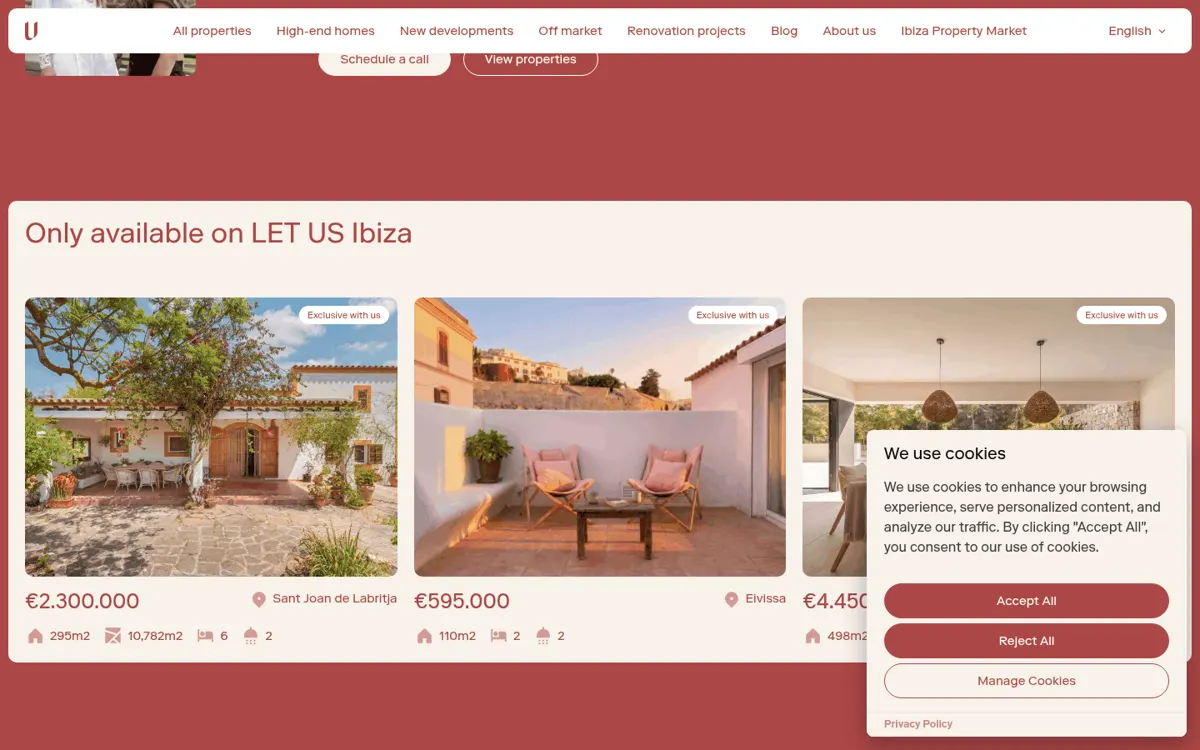 All properties High-end homes New developments Off market Renovation projects Blog About us Ibiza Property Market English
Schedule a call View properties
Only available on LET US Ibiza
Exclusive with us Exclusive with us Exclusive with us
€2.300.000 Sant Joan de Labritja €595.000 Eivissa €4.450
295m2 10,782m2 6 2 110m2 2 2 498m2
We use cookies
We use cookies to enhance your browsing
experience, serve personalized content, and
analyze our traffic. By clicking "Accept All",
you consent to our use of cookies.
Accept All
Reject All
Manage Cookies
Privacy Policy